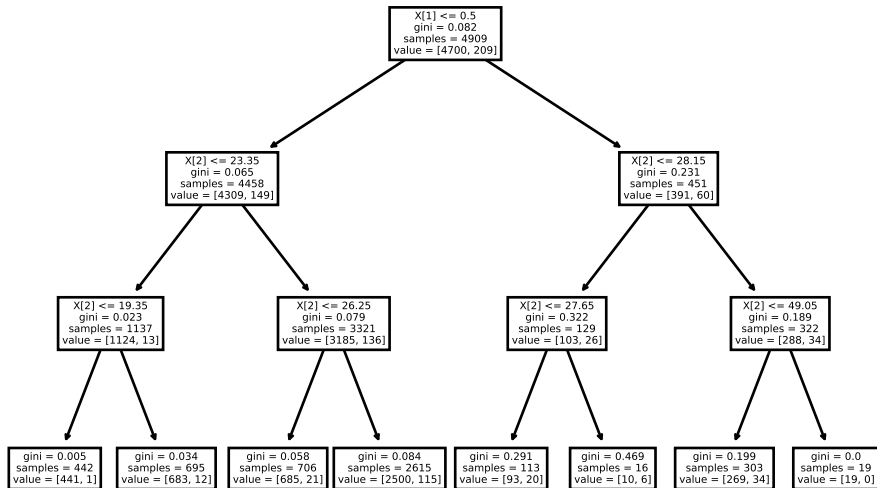 X[1] <= 0.5
gini = 0.082
samples = 4909
value = [4700, 209]
X[2] <= 23.35
gini = 0.065
samples = 4458
value = [4309, 149]
X[2] <= 28.15
gini = 0.231
samples = 451
value = [391, 60]
X[2] <= 19.35
gini = 0.023
samples = 1137
value = [1124, 13]
X[2] <= 26.25
gini = 0.079
samples = 3321
value = [3185, 136]
X[2] <= 27.65
gini = 0.322
samples = 129
value = [103, 26]
X[2] <= 49.05
gini = 0.189
samples = 322
value = [288, 34]
gini = 0.005
samples = 442
value = [441, 1]
gini = 0.034
samples = 695
value = [683, 12]
gini = 0.058
samples = 706
value = [685, 21]
gini = 0.084
samples = 2615
value = [2500, 115]
gini = 0.291
samples = 113
value = [93, 20]
gini = 0.469
samples = 16
value = [10, 6]
gini = 0.199
samples = 303
value = [269, 34]
gini = 0.0
samples = 19
value = [19, 0]